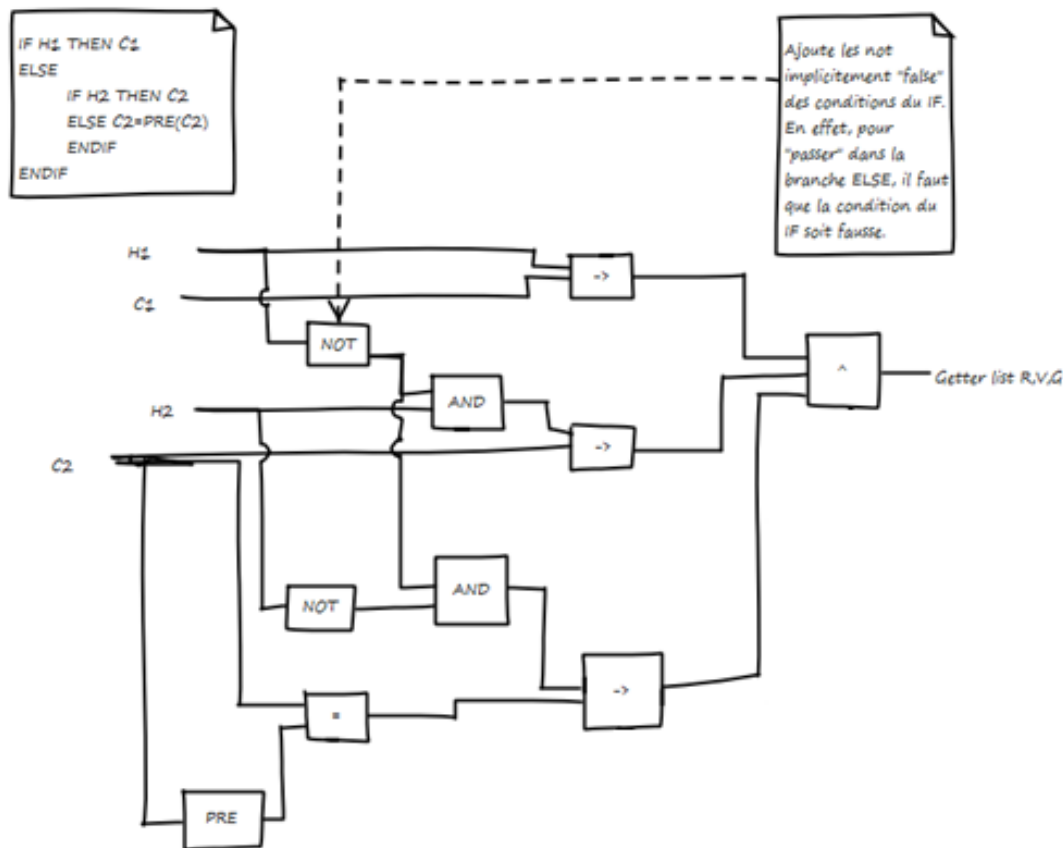 IF H1 THEN C1
ELSE
IF H2 THEN C2
ELSE C2=PRE(C2)
ENDIF
ENDIF
Ajoute les not
implicitement "false"
des conditions du IF.
En effet, pour
"passer" dans la
branche ELSE, il faut
que la condition du
IF soit fausse.
H1
->
C1
NOT
^
Getter list R,V,G
AND
H2
->
C2
AND
NOT
->
=
PRE